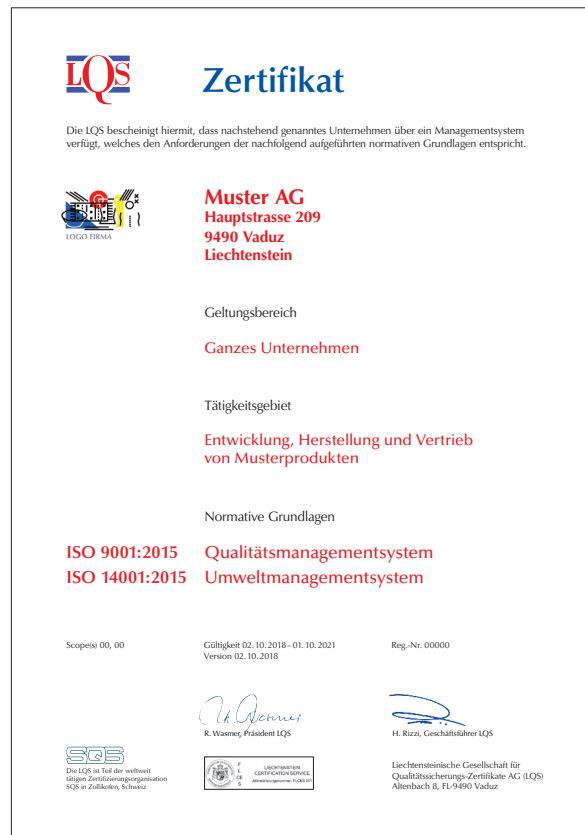 LQS
Zertifikat
Die LQS bescheinigt hiermit, dass nachstehend genanntes Unternehmen über ein Managementsystem
verfügt, welches den Anforderungen der nachfolgend aufgeführten normativen Grundlagen entspricht.
LOGO FIRMA
Muster AG
Hauptstrasse 209
9490 Vaduz
Liechtenstein
Geltungsbereich
Ganzes Unternehmen
Tätigkeitsgebiet
Entwicklung, Herstellung und Vertrieb
von Musterprodukten
Normative Grundlagen
ISO 9001:2015 Qualitätsmanagementsystem
ISO 14001:2015 Umweltmanagementsystem
Scope(s) 00, 00
Gültigkeit 02.10.2018–01.10.2021
Version 02.10.2018
Reg.-Nr. 00000
R. Wasmer, Präsident LQS
H. Rizzi, Geschäftsführer LQS
SQS
Die LQS ist Teil der weltweit
tätigen Zertifizierungsorganisation
SQS in Zollikofen, Schweiz
LIECHTENSTEIN
CERTIFICATION SERVICE
Liechtensteinische Gesellschaft für
Qualitätssicherungs-Zertifikate AG (LQS)
Altenbach 8, FL-9490 Vaduz